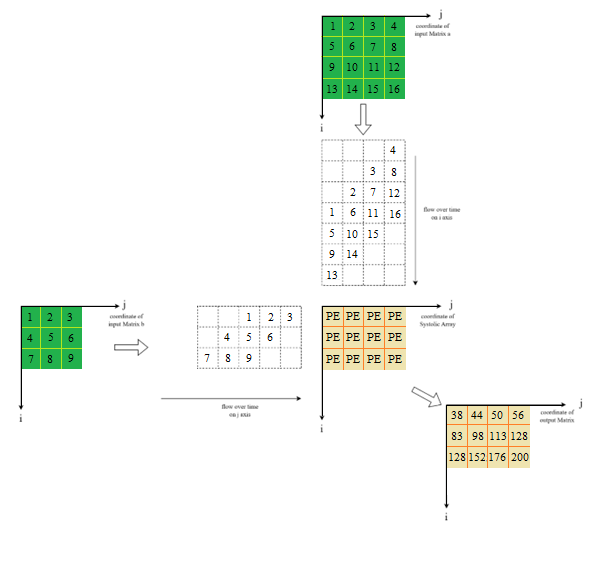 j
1 2 3 4
coordinate of
input Matrix a
5 6 7 8
9 10 11 12
13 14 15 16
i
4
3 8
2 7 12
1 6 11 16
flow over time
on i axis
5 10 15
9 14
13
j
1 2 3
coordinate of
input Matrix b
4 5 6
7 8 9
i
1 2 3
4 5 6
7 8 9
flow over time
on j axis
j
PE PE PE PE
coordinate of
Systolic Array
PE PE PE PE
PE PE PE PE
i
j
38 44 50 56
coordinate of
output Matrix
83 98 113 128
128 152 176 200
i